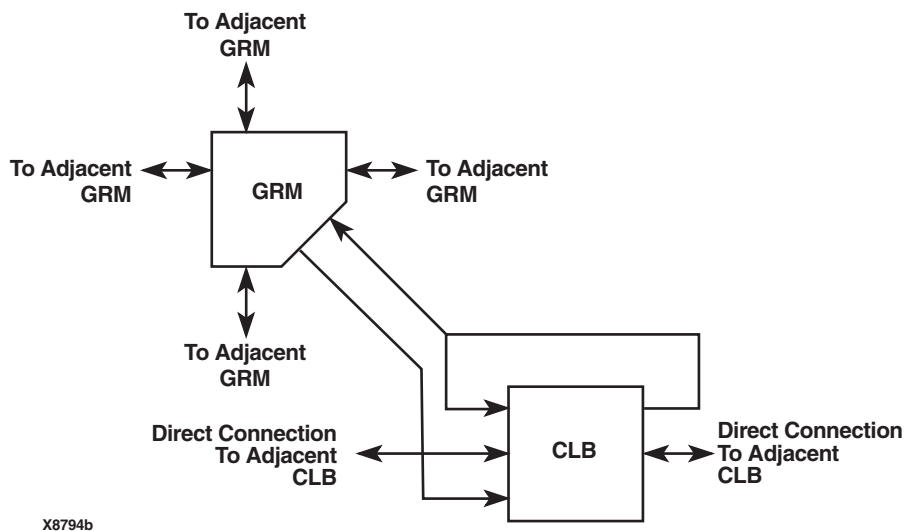 To Adjacent
GRM
To Adjacent
GRM
GRM
To Adjacent
GRM
To Adjacent
GRM
Direct Connection
To Adjacent
CLB
CLB
Direct Connection
To Adjacent
CLB
X8794b